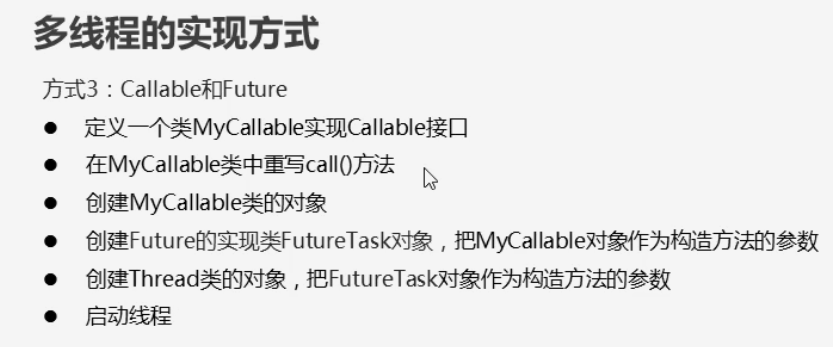 多线程的实现方式
方式3：Callable和Future
● 定义一个类MyCallable实现Callable接口
● 在MyCallable类中重写call()方法
● 创建MyCallable类的对象
● 创建Future的实现类FutureTask对象，把MyCallable对象作为构造方法的参数
● 创建Thread类的对象，把FutureTask对象作为构造方法的参数
● 启动线程